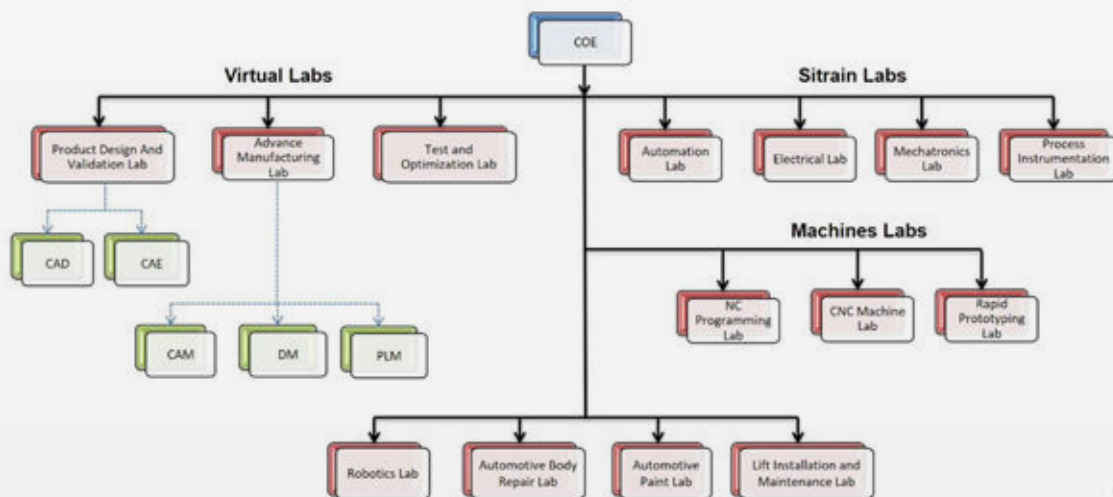 COE
Virtual Labs
Sitrain Labs
Product Design And
Validation Lab
Advance
Manufacturing
Lab
Test and
Optimization Lab
Automation
Lab
Electrical Lab
Mechatronics
Lab
Process
Instrumentation
Lab
CAD
CAE
Machines Labs
NC
Programming
Lab
CNC Machine
Lab
Rapid
Prototyping
Lab
CAM
DM
PLM
Robotics Lab
Automotive Body
Repair Lab
Automotive
Paint Lab
Lift Installation and
Maintenance Lab